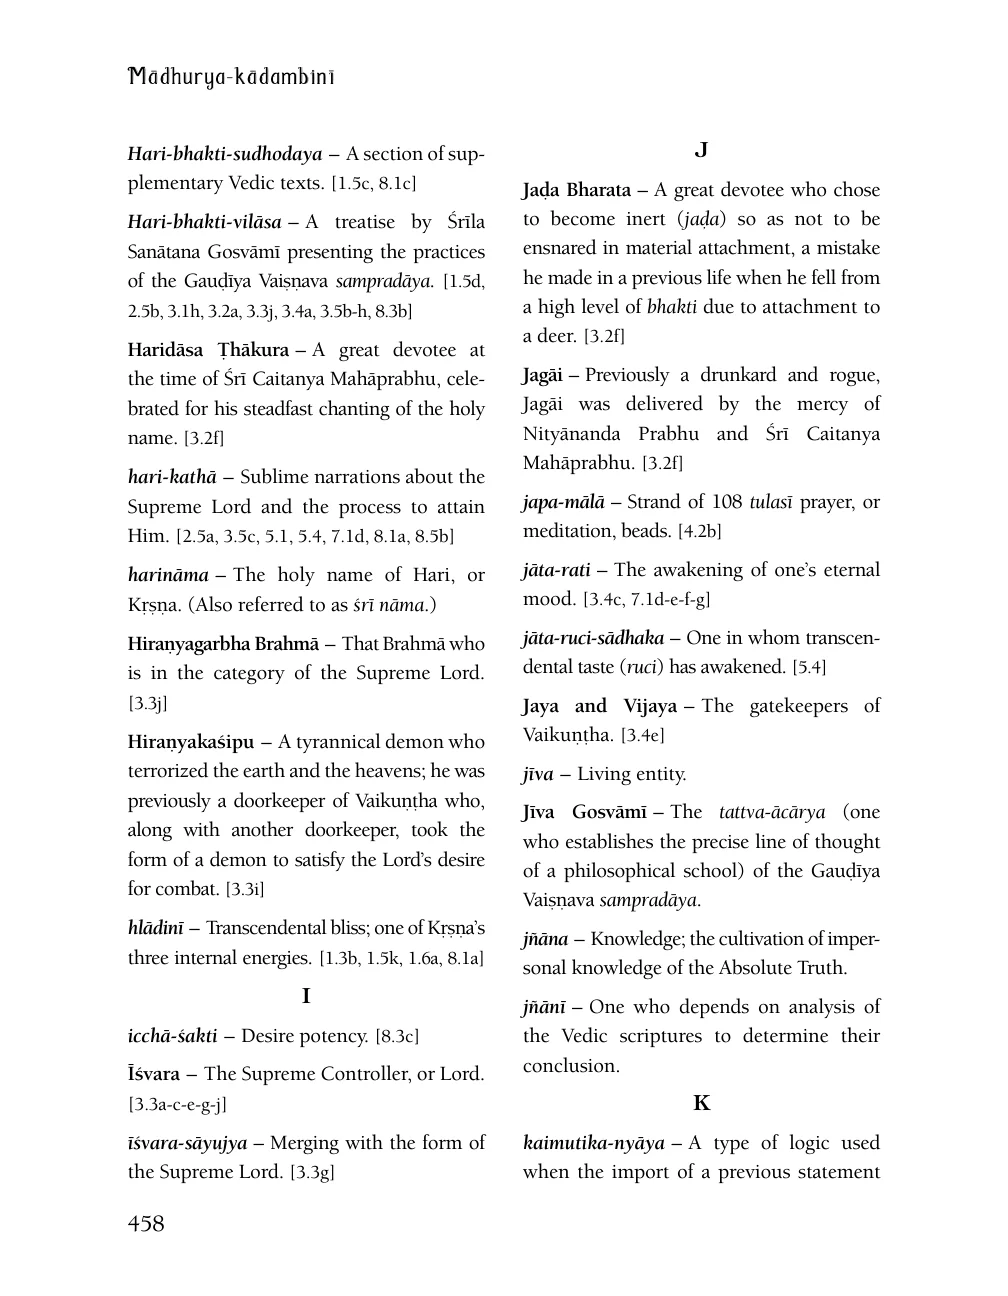 Mādhurya-kādambinī
Hari-bhakti-sudhodaya – A section of sup-
plementary Vedic texts. [1.5c, 8.1c]
Hari-bhakti-vilāsa – A treatise by Śrīla
Sanātana Gosvāmī presenting the practices
of the Gauḍīya Vaiṣṇava sampradāya. [1.5d,
2.5b, 3.1h, 3.2a, 3.3j, 3.4a, 3.5b-h, 8.3b]
Haridāsa Ṭhākura – A great devotee at
the time of Śrī Caitanya Mahāprabhu, cele-
brated for his steadfast chanting of the holy
name. [3.2f]
hari-kathā – Sublime narrations about the
Supreme Lord and the process to attain
Him. [2.5a, 3.5c, 5.1, 5.4, 7.1d, 8.1a, 8.5b]
harināma – The holy name of Hari, or
Kṛṣṇa. (Also referred to as śrī nāma.)
Hiraṇyagarbha Brahmā – That Brahmā who
is in the category of the Supreme Lord.
[3.3j]
Hiraṇyakaśipu – A tyrannical demon who
terrorized the earth and the heavens; he was
previously a doorkeeper of Vaikuṇṭha who,
along with another doorkeeper, took the
form of a demon to satisfy the Lord’s desire
for combat. [3.3i]
hlādinī – Transcendental bliss; one of Kṛṣṇa’s
three internal energies. [1.3b, 1.5k, 1.6a, 8.1a]
I
icchā-śakti – Desire potency. [8.3c]
Īśvara – The Supreme Controller, or Lord.
[3.3a-c-e-g-j]
īśvara-sāyujya – Merging with the form of
the Supreme Lord. [3.3g]
J
Jaḍa Bharata – A great devotee who chose
to become inert (jaḍa) so as not to be
ensnared in material attachment, a mistake
he made in a previous life when he fell from
a high level of bhakti due to attachment to
a deer. [3.2f]
Jagāi – Previously a drunkard and rogue,
Jagāi was delivered by the mercy of
Nityānanda Prabhu and Śrī Caitanya
Mahāprabhu. [3.2f]
japa-mālā – Strand of 108 tulasī prayer, or
meditation, beads. [4.2b]
jāta-rati – The awakening of one’s eternal
mood. [3.4c, 7.1d-e-f-g]
jāta-ruci-sādhaka – One in whom transcen-
dental taste (ruci) has awakened. [5.4]
Jaya and Vijaya – The gatekeepers of
Vaikuṇṭha. [3.4e]
jīva – Living entity.
Jīva Gosvāmī – The tattva-ācārya (one
who establishes the precise line of thought
of a philosophical school) of the Gauḍīya
Vaiṣṇava sampradāya.
jñāna – Knowledge; the cultivation of imper-
sonal knowledge of the Absolute Truth.
jñānī – One who depends on analysis of
the Vedic scriptures to determine their
conclusion.
K
kaimutika-nyāya – A type of logic used
when the import of a previous statement
458